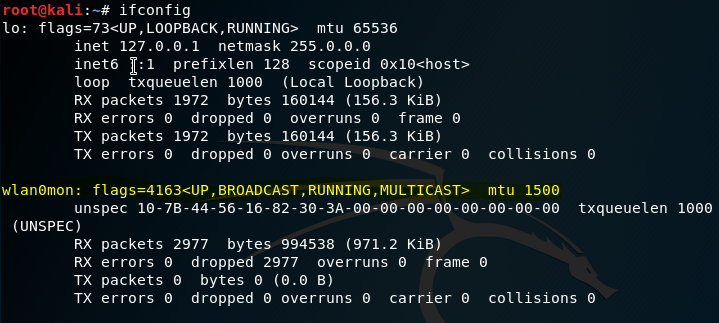 root@kali:~# ifconfig
lo: flags=73<UP,LOOPBACK,RUNNING>  mtu 65536
        inet 127.0.0.1  netmask 255.0.0.0
        inet6 ::1  prefixlen 128  scopeid 0x10<host>
        loop  txqueuelen 1000  (Local Loopback)
        RX packets 1972  bytes 160144 (156.3 KiB)
        RX errors 0  dropped 0  overruns 0  frame 0
        TX packets 1972  bytes 160144 (156.3 KiB)
        TX errors 0  dropped 0 overruns 0  carrier 0  collisions 0

wlan0mon: flags=4163<UP,BROADCAST,RUNNING,MULTICAST>  mtu 1500
        unspec 10-7B-44-56-16-82-30-3A-00-00-00-00-00-00-00-00  txqueuelen 1000
 (UNSPEC)
        RX packets 2977  bytes 994538 (971.2 KiB)
        RX errors 0  dropped 2977  overruns 0  frame 0
        TX packets 0  bytes 0 (0.0 B)
        TX errors 0  dropped 0 overruns 0  carrier 0  collisions 0